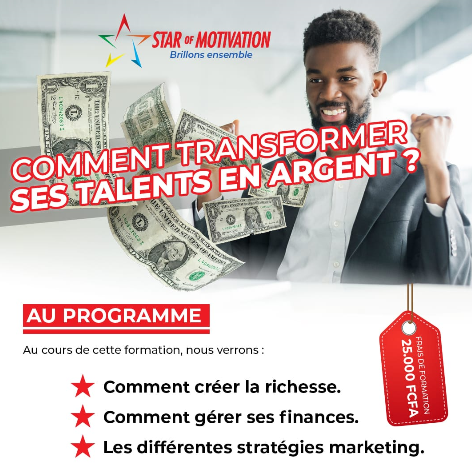 STAR OF MOTIVATION
Brillons ensemble
COMMENT TRANSFORMER
SES TALENTS EN ARGENT ?
AU PROGRAMME
Au cours de cette formation, nous verrons :
Comment créer la richesse.
Comment gérer ses finances.
Les différentes stratégies marketing.
FRAIS DE FORMATION
25.000 FCFA